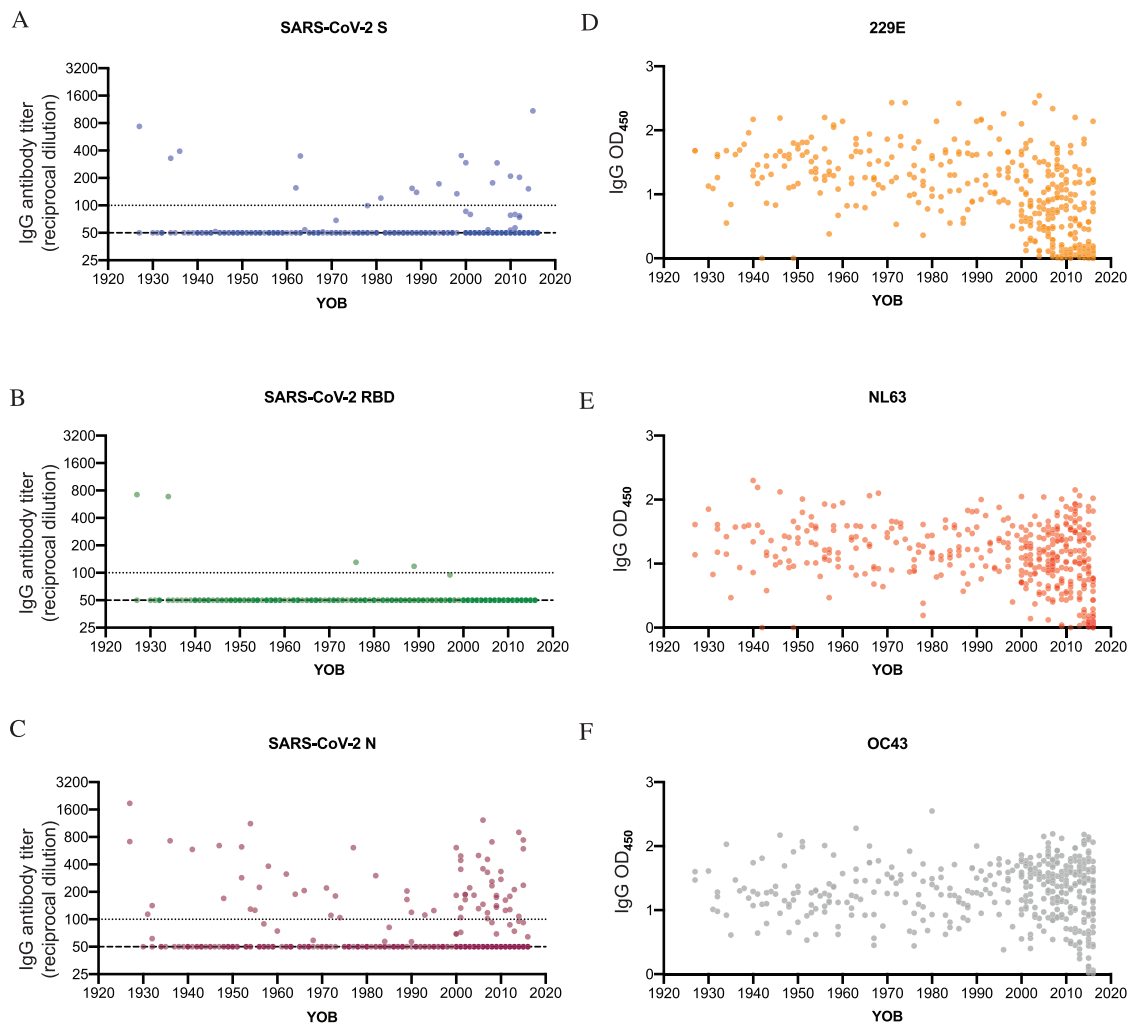 A
SARS-CoV-2 S
IgG antibody titer
(reciprocal dilution)
3200
1600
800
400
200
100
50
25
1920 1930 1940 1950 1960 1970 1980 1990 2000 2010 2020
YOB
B
SARS-CoV-2 RBD
IgG antibody titer
(reciprocal dilution)
3200
1600
800
400
200
100
50
25
1920 1930 1940 1950 1960 1970 1980 1990 2000 2010 2020
YOB
C
SARS-CoV-2 N
IgG antibody titer
(reciprocal dilution)
3200
1600
800
400
200
100
50
25
1920 1930 1940 1950 1960 1970 1980 1990 2000 2010 2020
YOB
D
229E
IgG OD450
3
2
1
0
1920 1930 1940 1950 1960 1970 1980 1990 2000 2010 2020
YOB
E
NL63
IgG OD450
3
2
1
0
1920 1930 1940 1950 1960 1970 1980 1990 2000 2010 2020
YOB
F
OC43
IgG OD450
3
2
1
0
1920 1930 1940 1950 1960 1970 1980 1990 2000 2010 2020
YOB